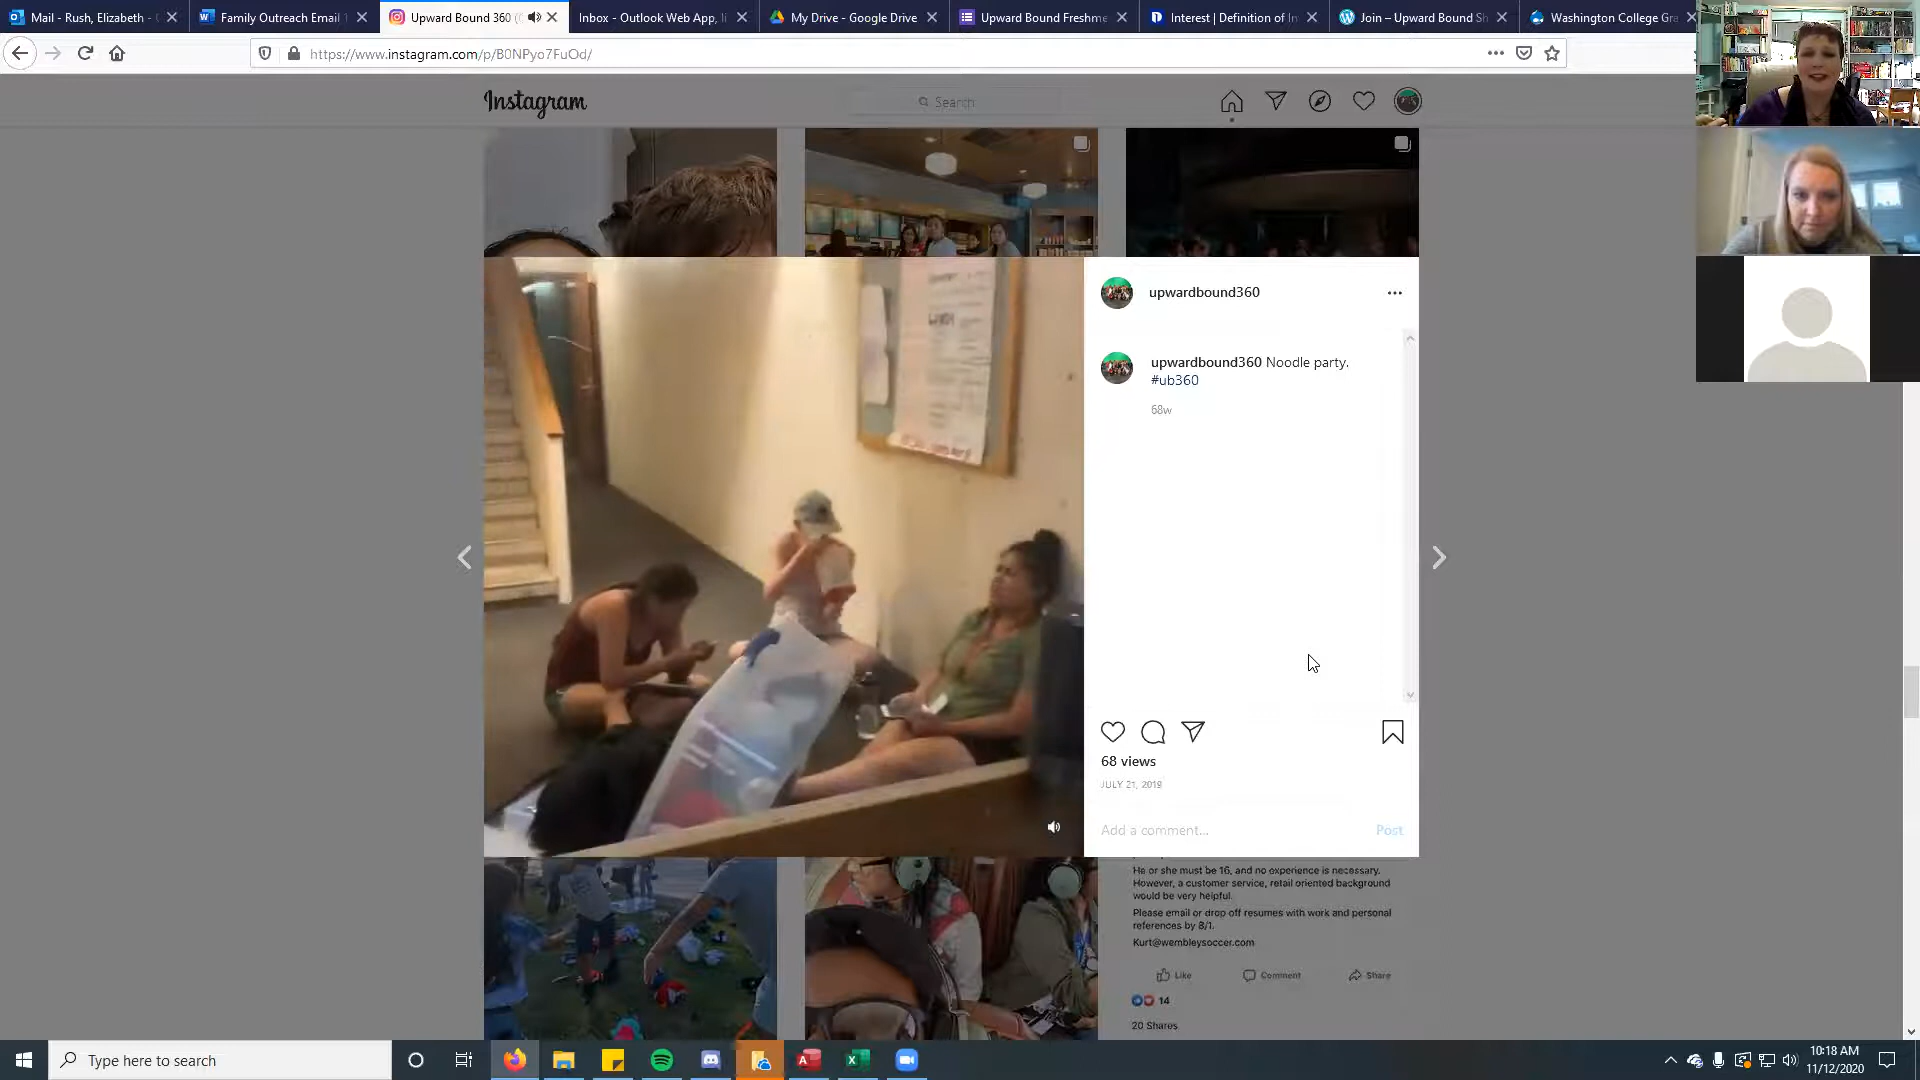 Mail - Rush, Elizabeth -
Family Outreach Email
Upward Bound 360 (
Inbox - Outlook Web App, li
My Drive - Google Drive
Upward Bound Freshme
Interest | Definition of In
Join – Upward Bound Sh
Washington College Gra
https://www.instagram.com/p/B0NPyo7FuOd/
Instagram
Search
upwardbound360
upwardbound360 Noodle party.
#ub360
68w
68 views
JULY 21, 2019
Add a comment...
Post
He or she must be 16, and no experience is necessary.
However, a customer service, retail oriented background
would be very helpful.
Please email or drop off resumes with work and personal
references by 8/1.
Kurt@wembleysoccer.com
Like
Comment
Share
14
20 Shares
Type here to search
10:18 AM
11/12/2020